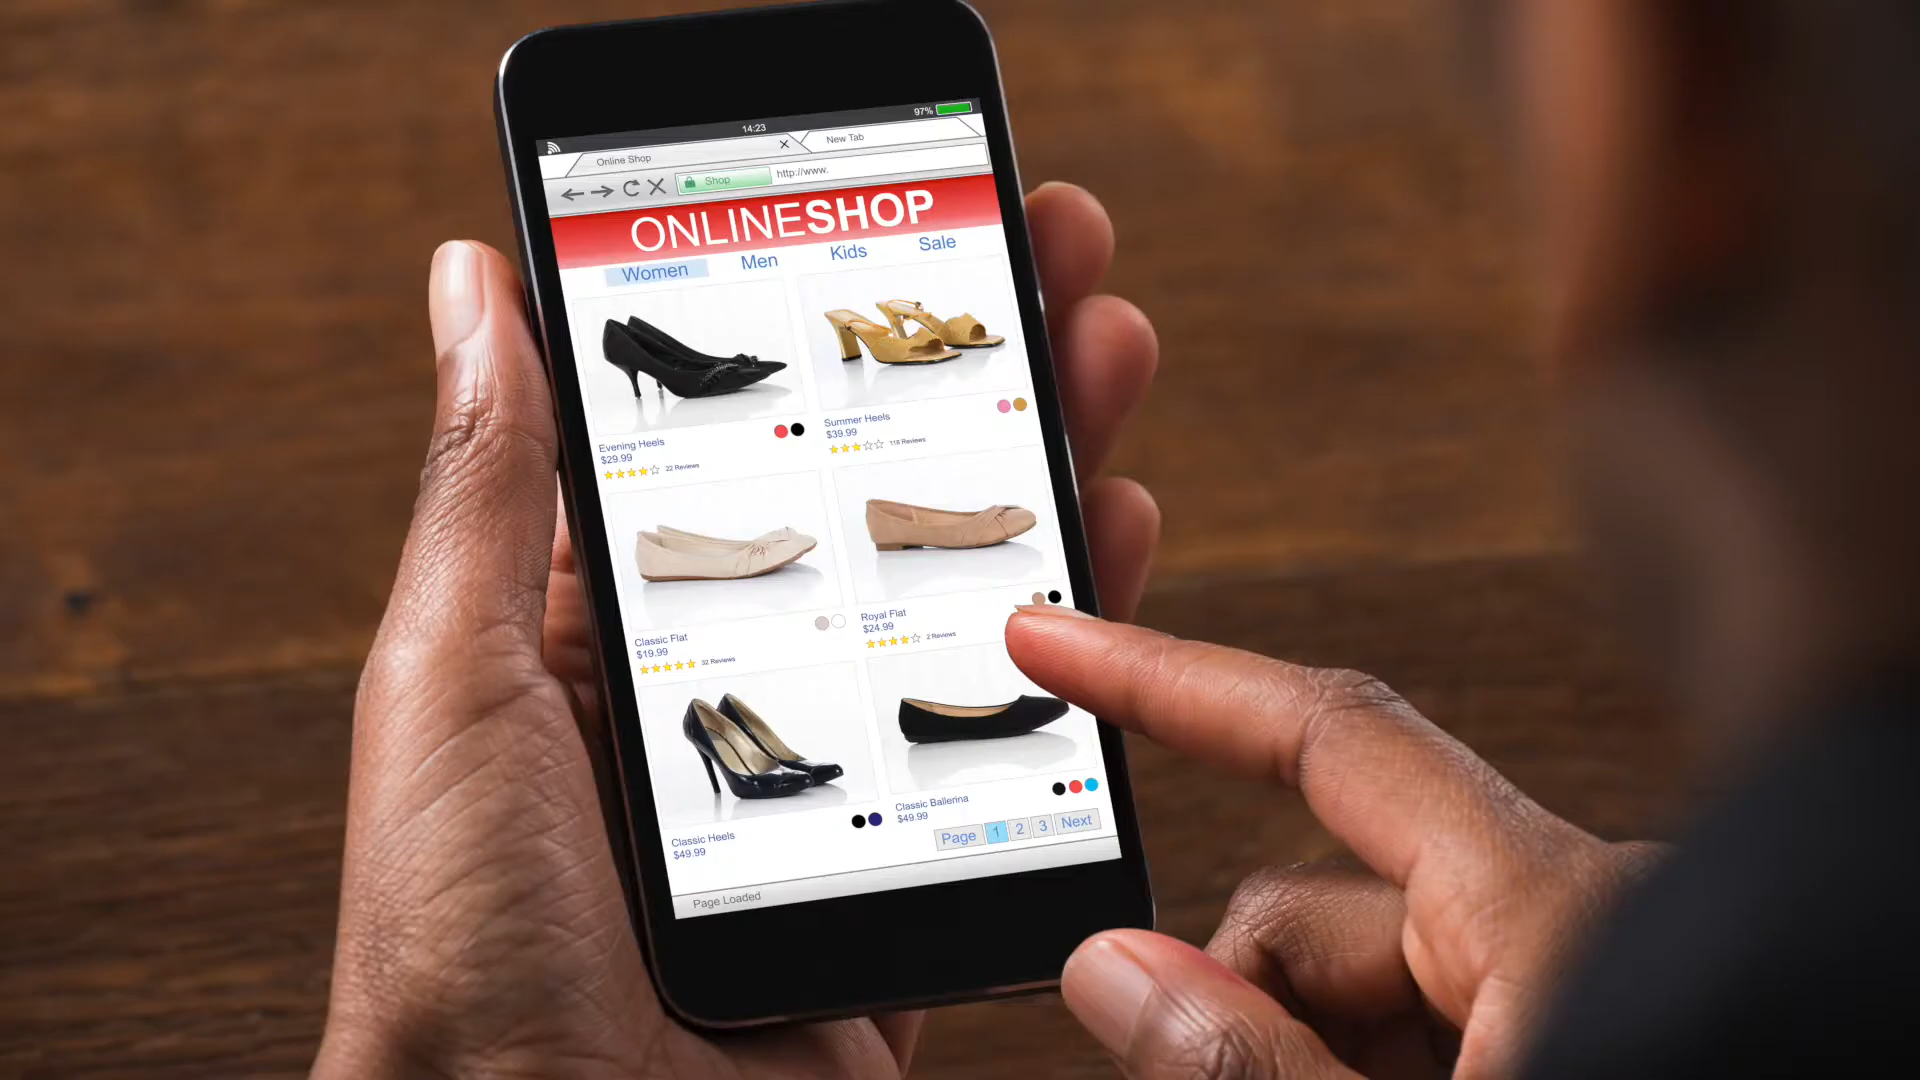 14:23
97%
Online Shop
New Tab
Shop
http://www.
ONLINESHOP
Women
Men
Kids
Sale
Evening Heels
$29.99
22 Reviews
Summer Heels
$39.99
118 Reviews
Classic Flat
$19.99
32 Reviews
Royal Flat
$24.99
2 Reviews
Classic Heels
$49.99
Classic Ballerina
$49.99
Page 1 2 3 Next
Page Loaded